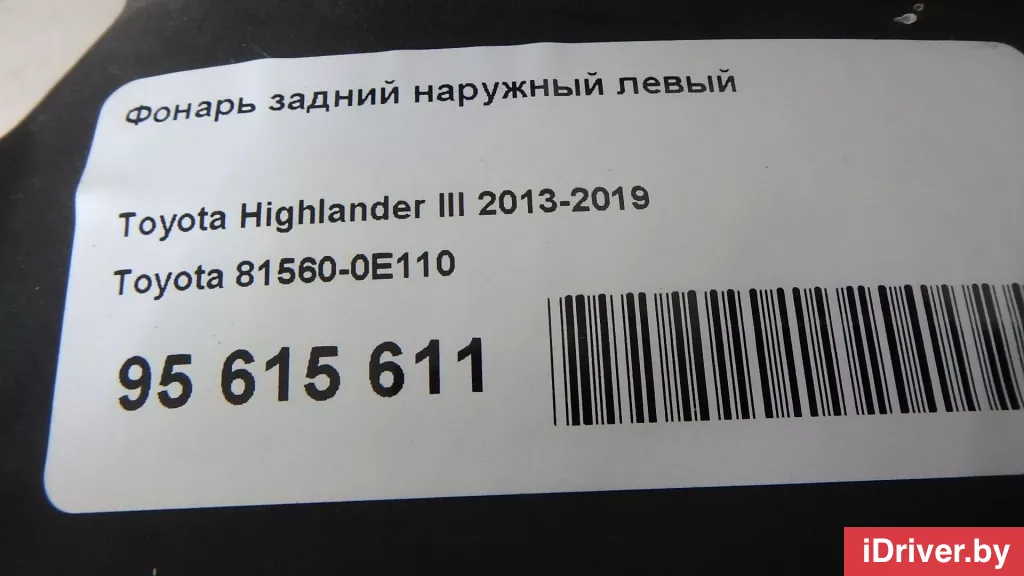 Фонарь задний наружный левый
Toyota Highlander III 2013-2019
Toyota 81560-0E110
95 615 611
iDriver.by